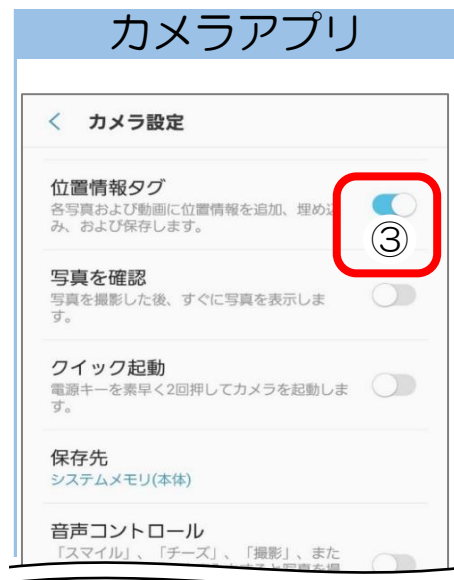 カメラアプリ
< カメラ設定
位置情報タグ
各写真および動画に位置情報を追加、埋め込
み、および保存します。
③
写真を確認
写真を撮影した後、すぐに写真を表示しま
す。
クイック起動
電源キーを素早く2回押してカメラを起動しま
す。
保存先
システムメモリ(本体)
音声コントロール
「スマイル」、「チーズ」、「撮影」、また